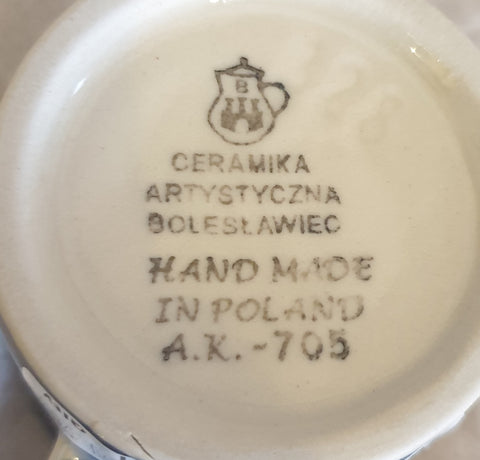 B
CERAMIKA
ARTYSTYCZNA
BOLESŁAWIEC
HAND MADE
IN POLAND
A.K.-705